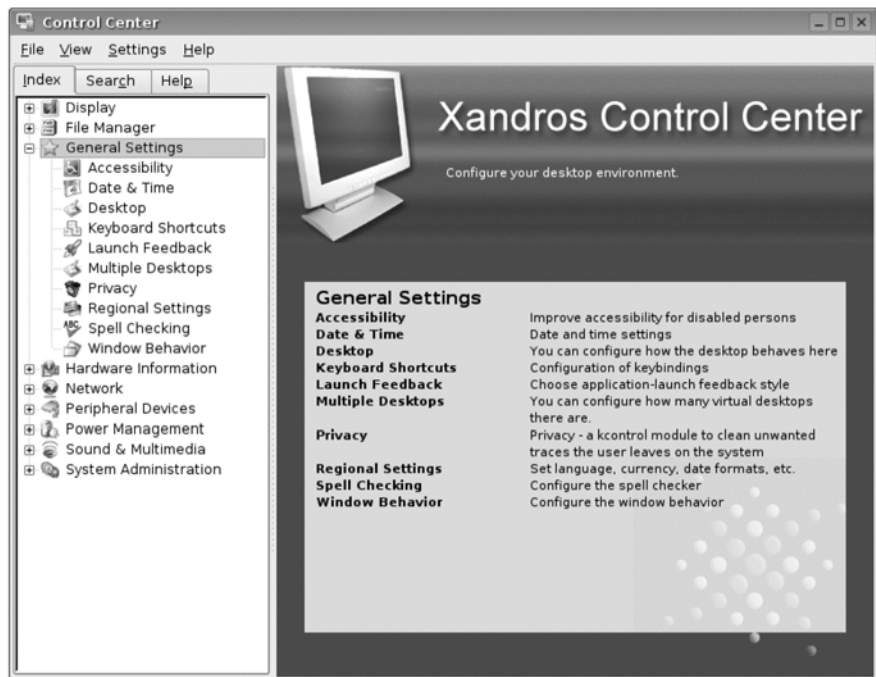 Control Center
File View Settings Help
Index Search Help
Display
File Manager
General Settings
Accessibility
Date & Time
Desktop
Keyboard Shortcuts
Launch Feedback
Multiple Desktops
Privacy
Regional Settings
ABC
Spell Checking
Window Behavior
Hardware Information
Network
Peripheral Devices
Power Management
Sound & Multimedia
System Administration
Xandros Control Center
Configure your desktop environment.
General Settings
Accessibility Improve accessibility for disabled persons
Date & Time Date and time settings
Desktop You can configure how the desktop behaves here
Keyboard Shortcuts Configuration of keybindings
Launch Feedback Choose application-launch feedback style
Multiple Desktops You can configure how many virtual desktops
there are.
Privacy Privacy - a kcontrol module to clean unwanted
traces the user leaves on the system
Regional Settings Set language, currency, date formats, etc.
Spell Checking Configure the spell checker
Window Behavior Configure the window behavior